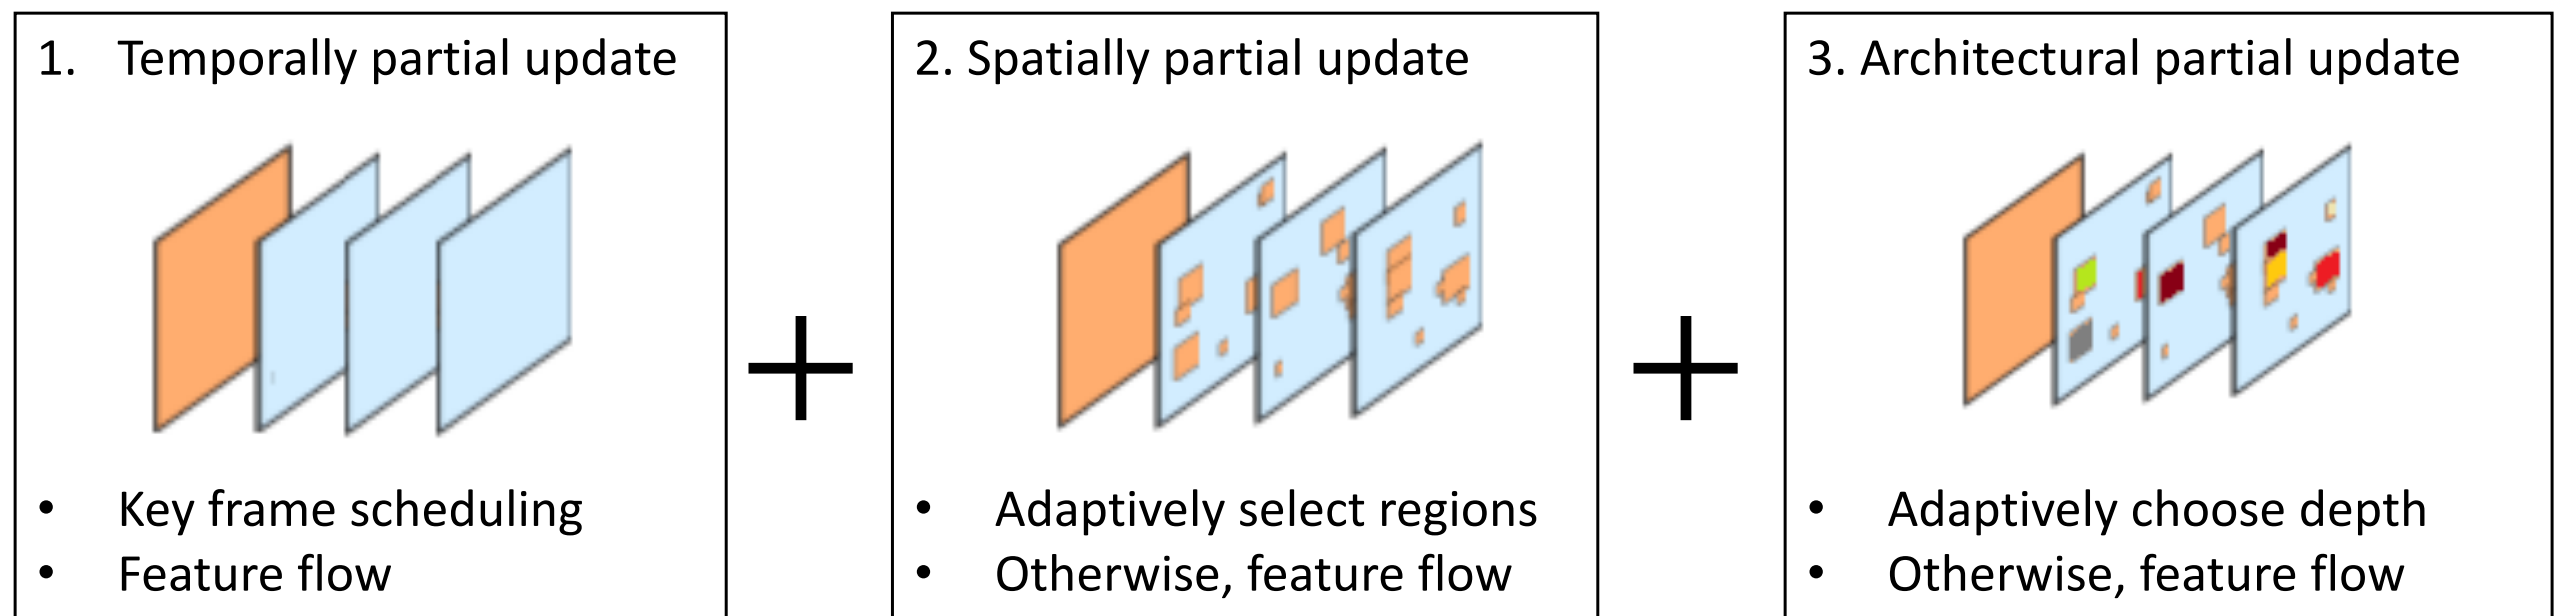 1. Temporally partial update
• Key frame scheduling
• Feature flow
+
2. Spatially partial update
• Adaptively select regions
• Otherwise, feature flow
+
3. Architectural partial update
• Adaptively choose depth
• Otherwise, feature flow